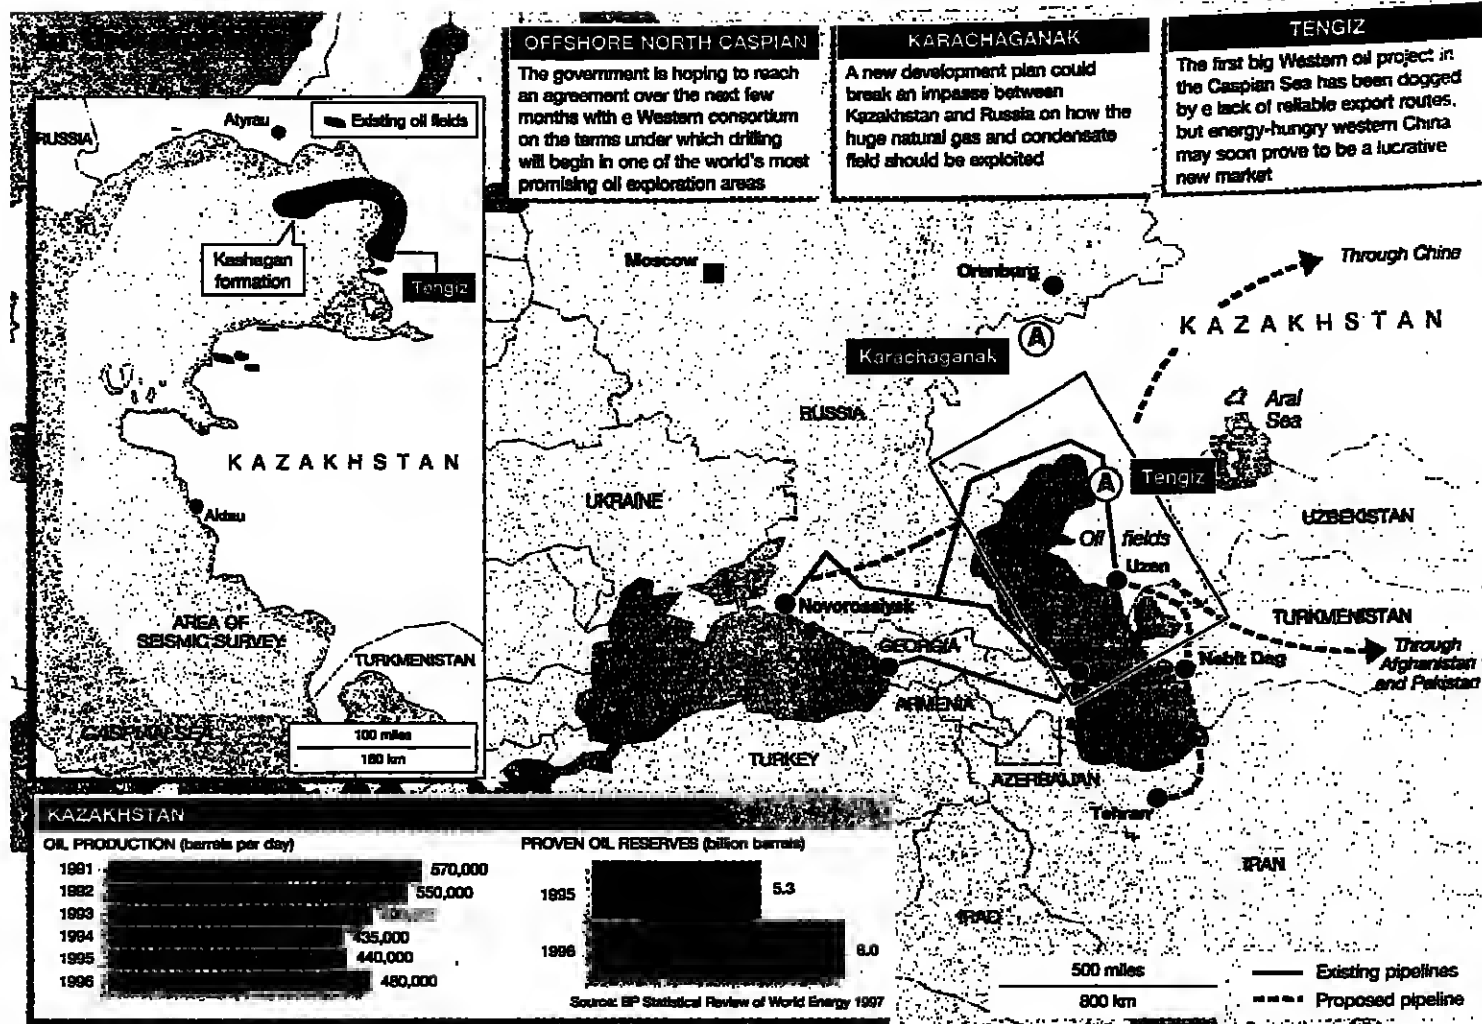 OFFSHORE NORTH CASPIAN
The government is hoping to reach
an agreement over the next few
months with e Western consortium
on the terms under which drilling
will begin in one of the world's most
promising oil exploration areas
KARACHAGANAK
A new development plan could
break an impasse between
Kazakhstan and Russia on how the
huge natural gas and condensate
field should be exploited
TENGIZ
The first big Western oil project in
the Caspian Sea has been dogged
by e lack of reliable export routes,
but energy-hungry western China
may soon prove to be a lucrative
new market
RUSSIA
Atyrau
Existing oil fields
Kashagan
formation
Tengiz
KAZAKHSTAN
Aktau
AREA OF
SEISMIC SURVEY
TURKMENISTAN
CASPIAN SEA
100 miles
160 km
Moscow
Orenburg
Through China
KAZAKHSTAN
A
Karachaganak
Aral
Sea
RUSSIA
UKRAINE
A
Tengiz
UZBEKISTAN
Oil fields
Uzen
Novorossiysk
TURKMENISTAN
GEORGIA
Nebit Dag
Through
Afghanistan
and Pakistan
ARMENIA
TURKEY
AZERBAIJAN
Tehran
IRAN
IRAQ
500 miles
800 km
Existing pipelines
Proposed pipeline
KAZAKHSTAN
OIL PRODUCTION (barrels per day)
1991 570,000
1992 550,000
1993
1994 435,000
1995 440,000
1996 480,000
PROVEN OIL RESERVES (billion barrels)
1995 5.3
1996 8.0
Source: BP Statistical Review of World Energy 1997